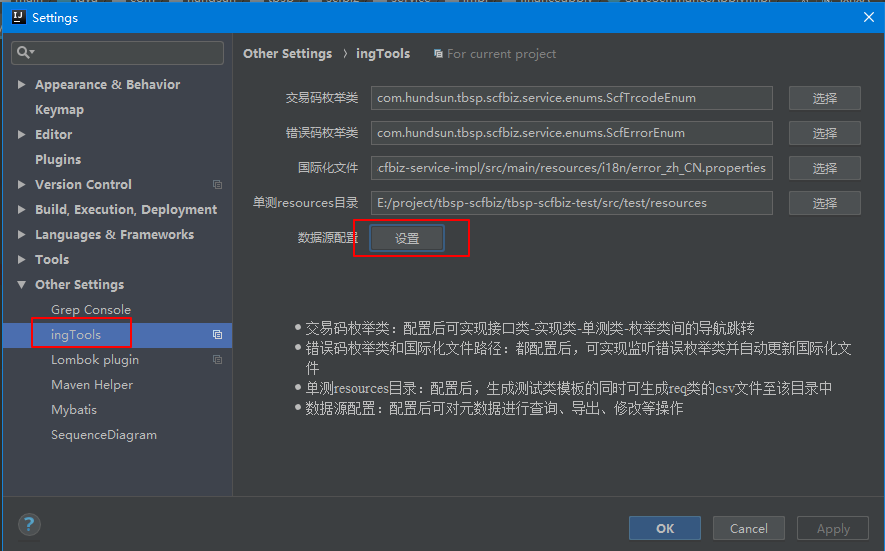 Settings
Other Settings › ingTools For current project
Appearance & Behavior
Keymap
Editor
Plugins
Version Control
Build, Execution, Deployment
Languages & Frameworks
Tools
Other Settings
Grep Console
ingTools
Lombok plugin
Maven Helper
Mybatis
SequenceDiagram
交易码枚举类 com.hundsun.tbsp.scfbiz.service.enums.ScfTrcodeEnum 选择
错误码枚举类 com.hundsun.tbsp.scfbiz.service.enums.ScfErrorEnum 选择
国际化文件 cfbiz-service-impl/src/main/resources/i18n/error_zh_CN.properties 选择
单测resources目录 E:/project/tbsp-scfbiz/tbsp-scfbiz-test/src/test/resources 选择
数据源配置 设置
● 交易码枚举类：配置后可实现接口类-实现类-单测类-枚举类间的导航跳转
● 错误码枚举类和国际化文件路径：都配置后，可实现监听错误枚举类并自动更新国际化文
件
● 单测resources目录：配置后，生成测试类模板的同时可生成req类的csv文件至该目录中
● 数据源配置：配置后可对元数据进行查询、导出、修改等操作
?
OK Cancel Apply